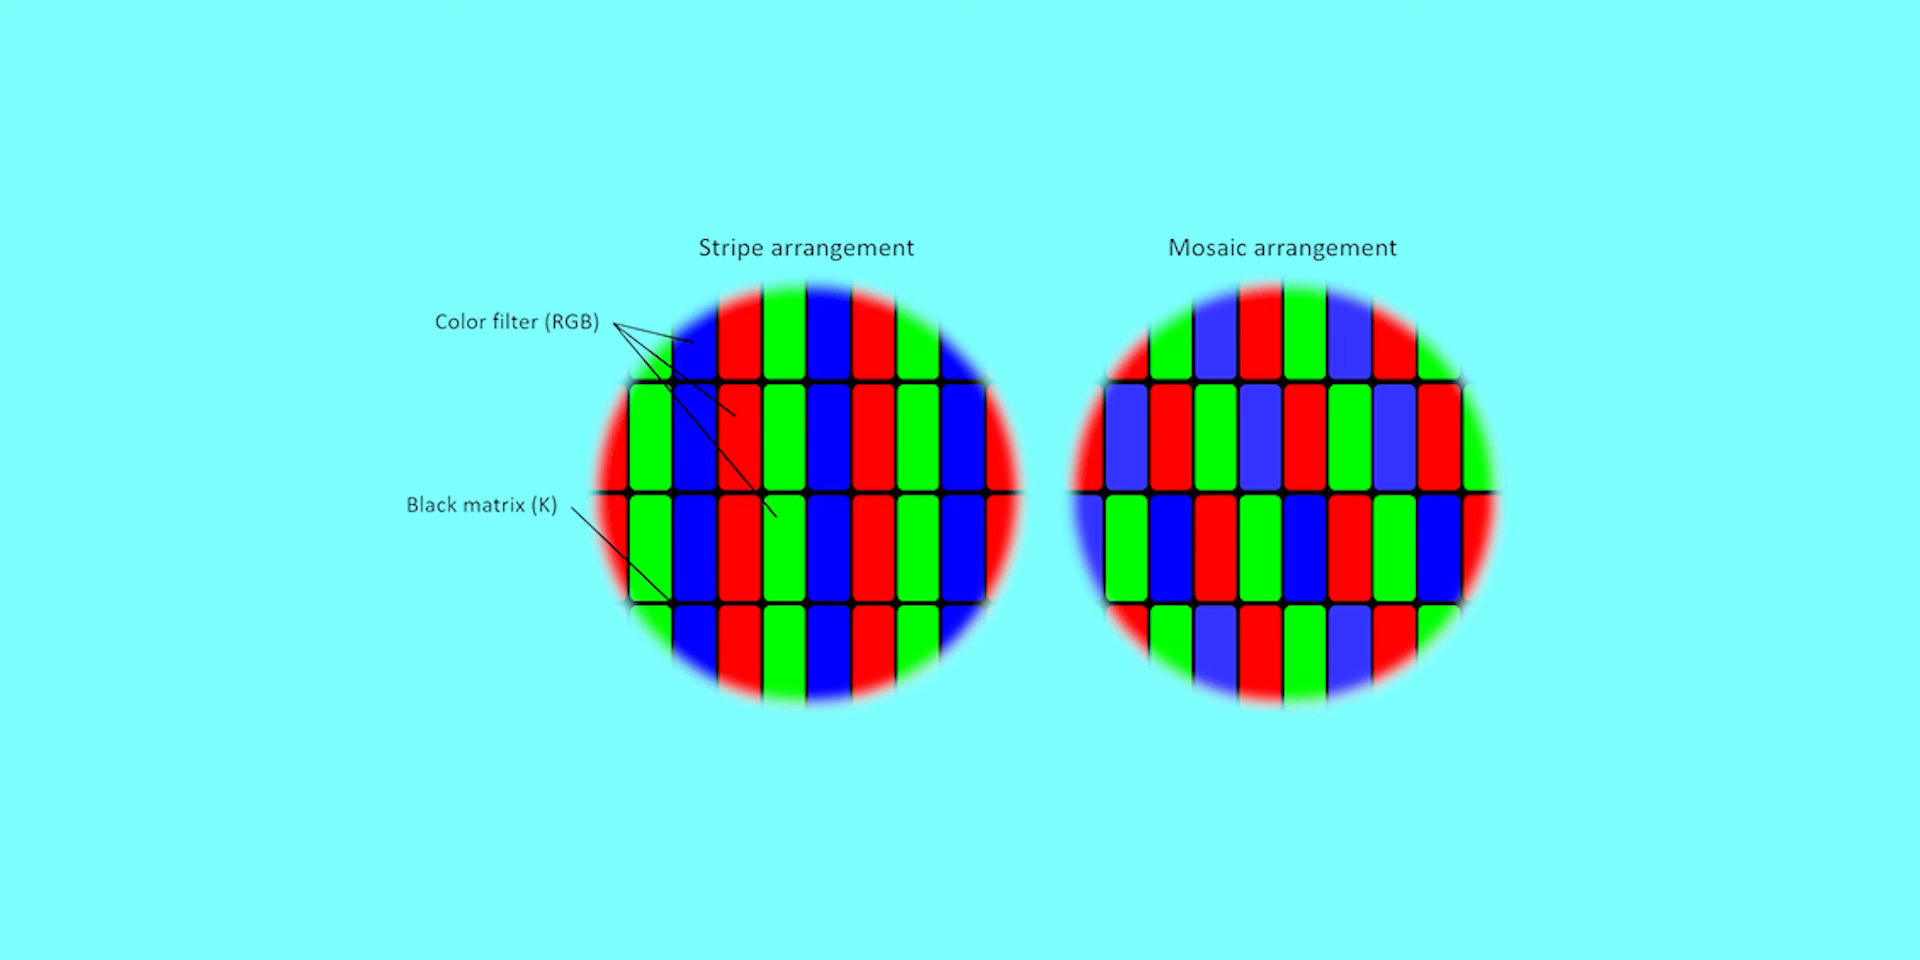 Stripe arrangement
Mosaic arrangement
Color filter (RGB)
Black matrix (K)